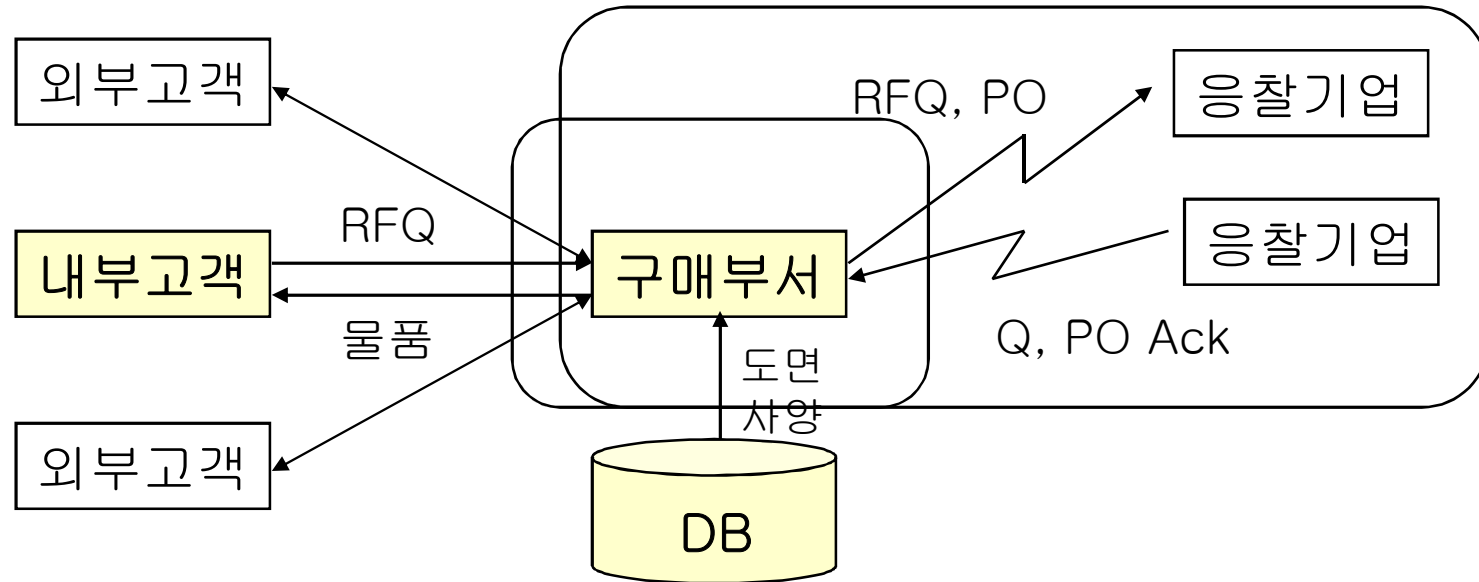 외부고객
RFQ, PO
응찰기업
RFQ
내부고객
구매부서
응찰기업
물품
Q, PO Ack
도면
사양
외부고객
DB